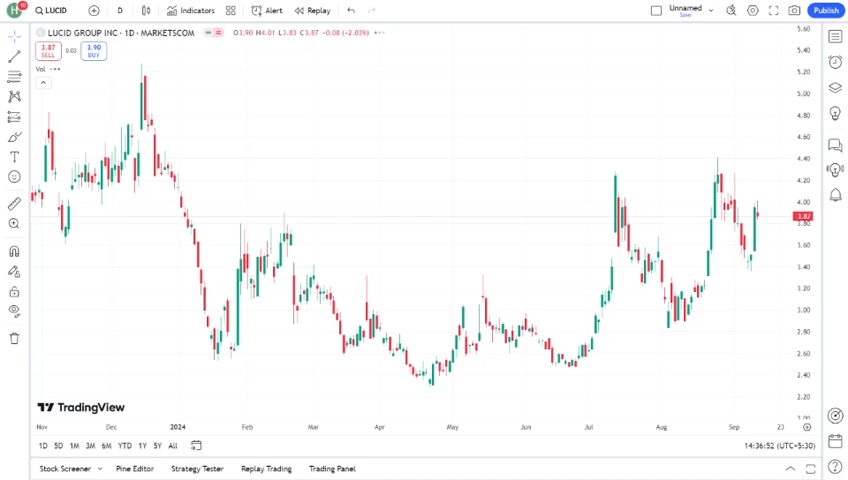 H 10 LUCID D Indicators Alert Replay Unnamed Save Publish
LUCID GROUP INC · 1D · MARKETSCOM O3.90 H4.01 L3.83 C3.87 -0.08 (-2.03%)
3.87 SELL 0.03 3.90 BUY
Vol
5.60
5.40
5.20
5.00
4.80
4.60
4.40
4.20
4.00
3.87
3.80
3.60
3.40
3.20
3.00
2.80
2.60
2.40
2.20
2.00
TradingView
Nov Dec 2024 Feb Mar Apr May Jun Jul Aug Sep 23
1D 5D 1M 3M 6M YTD 1Y 5Y All 14:36:52 (UTC+5:30)
Stock Screener Pine Editor Strategy Tester Replay Trading Trading Panel